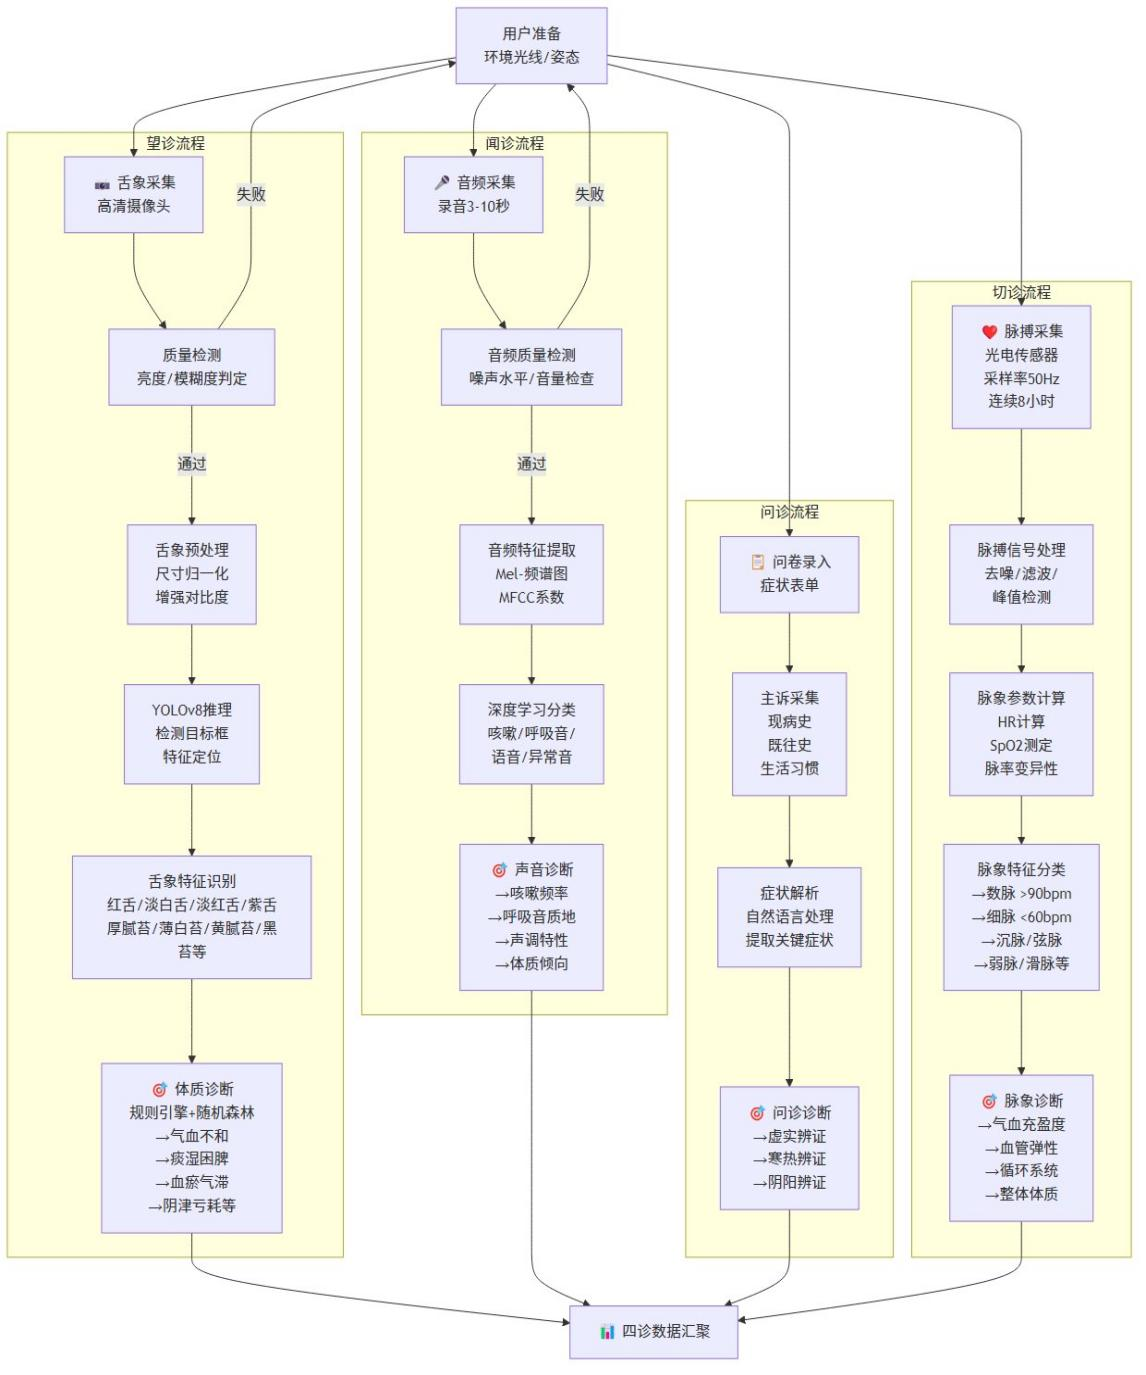 用户准备
环境光线/姿态
望诊流程
舌象采集
高清摄像头
失败
质量检测
亮度/模糊度判定
通过
舌象预处理
尺寸归一化
增强对比度
YOLOv8推理
检测目标框
特征定位
舌象特征识别
红舌/淡白舌/淡红舌/紫舌
厚腻苔/薄白苔/黄腻苔/黑
苔等
体质诊断
规则引擎+随机森林
→气血不和
→痰湿困脾
→血瘀气滞
→阴津亏耗等
闻诊流程
音频采集
录音3-10秒
失败
音频质量检测
噪声水平/音量检查
通过
音频特征提取
Mel-频谱图
MFCC系数
深度学习分类
咳嗽/呼吸音/
语音/异常音
声音诊断
→咳嗽频率
→呼吸音质地
→声调特性
→体质倾向
问诊流程
问卷录入
症状表单
主诉采集
现病史
既往史
生活习惯
症状解析
自然语言处理
提取关键症状
问诊诊断
→虚实辨证
→寒热辨证
→阴阳辨证
切诊流程
脉搏采集
光电传感器
采样率50Hz
连续8小时
脉搏信号处理
去噪/滤波/
峰值检测
脉象参数计算
HR计算
SpO2测定
脉率变异性
脉象特征分类
→数脉 >90bpm
→细脉 <60bpm
→沉脉/弦脉
→弱脉/滑脉等
脉象诊断
→气血充盈度
→血管弹性
→循环系统
→整体体质
四诊数据汇聚